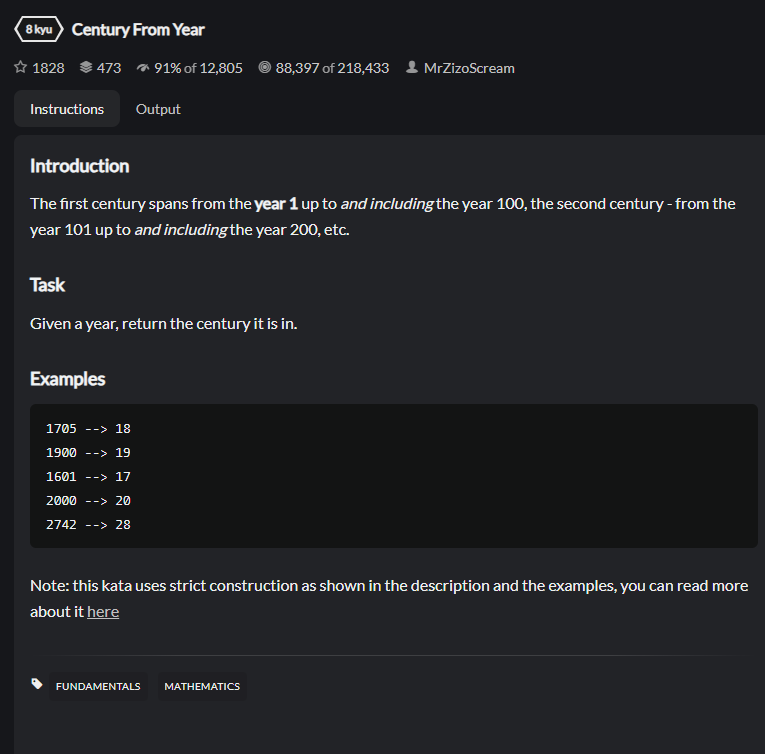 8 kyu Century From Year
1828 473 91% of 12,805 88,397 of 218,433 MrZizoScream
Instructions Output
Introduction
The first century spans from the year 1 up to and including the year 100, the second century - from the
year 101 up to and including the year 200, etc.
Task
Given a year, return the century it is in.
Examples
1705 --> 18
1900 --> 19
1601 --> 17
2000 --> 20
2742 --> 28
Note: this kata uses strict construction as shown in the description and the examples, you can read more
about it here
FUNDAMENTALS MATHEMATICS